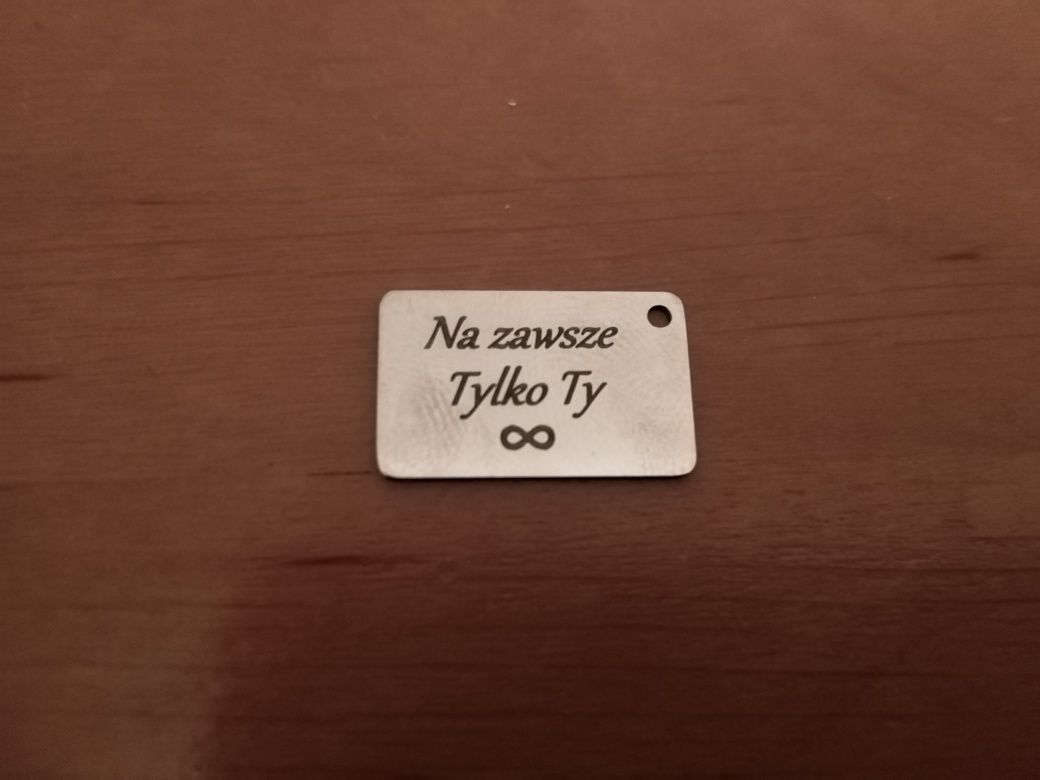 Na zawsze
Tylko Ty
∞